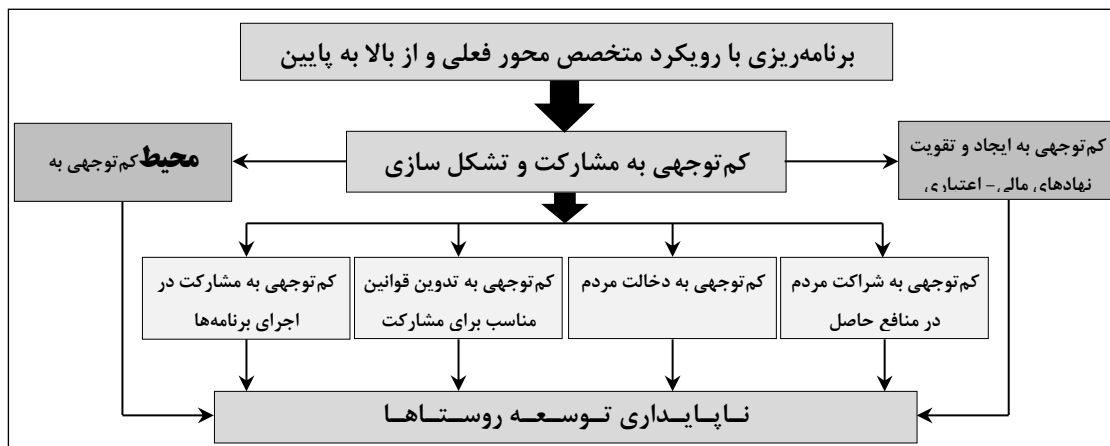 برنامه‌ریزی با رویکرد متخصص محور فعلی و از بالا به پایین
کم‌توجهی به ایجاد و تقویت
نهادهای مالی- اعتباری
کم‌توجهی به مشارکت و تشکل سازی
کم‌توجهی به محیط
کم‌توجهی به شراکت مردم
در منافع حاصل
کم‌توجهی به دخالت مردم
کم‌توجهی به تدوین قوانین
مناسب برای مشارکت
کم‌توجهی به مشارکت در
اجرای برنامه‌ها
نـاپـایـداری تـوسـعـه روسـتـاهـا